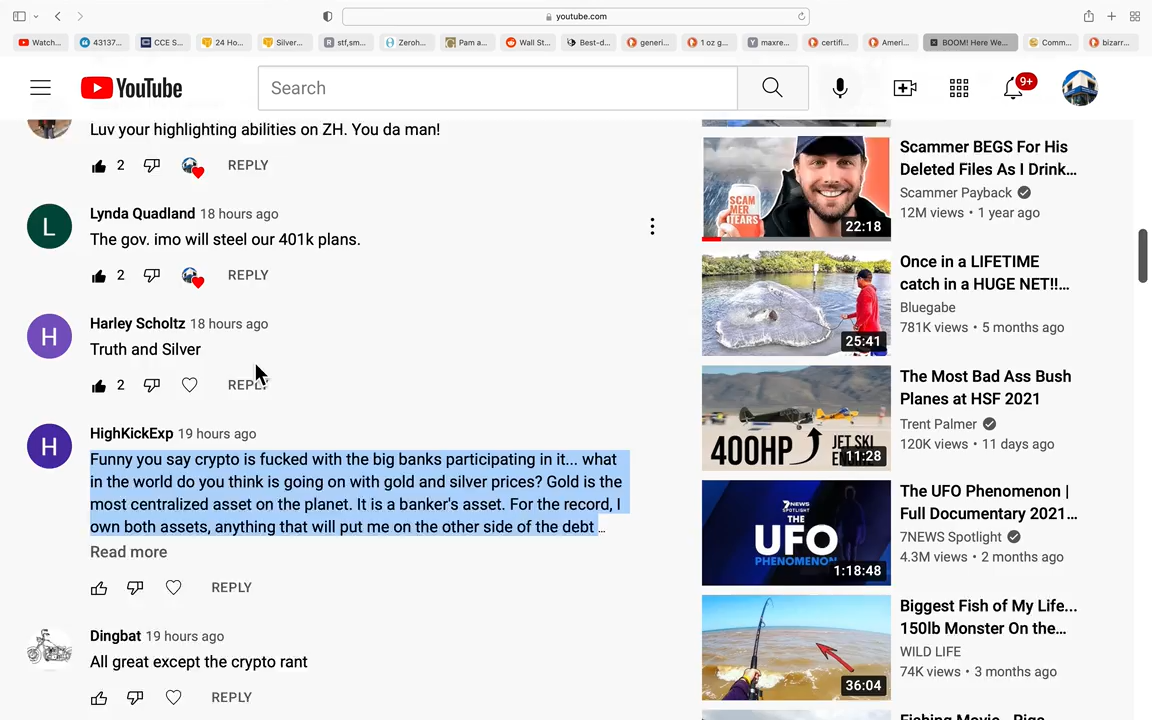 youtube.com
Watch...
43137...
CCE S...
24 Ho...
Silver...
stf,sm...
Zeroh...
Pam a...
Wall St...
Best-d...
generi...
1 oz g...
maxre...
certifi...
Ameri...
BOOM! Here We...
Comm...
bizarr...
YouTube
Search
9+
Luv your highlighting abilities on ZH. You da man!
2
REPLY
L
Lynda Quadland 18 hours ago
The gov. imo will steel our 401k plans.
2
REPLY
H
Harley Scholtz 18 hours ago
Truth and Silver
2
REPLY
H
HighKickExp 19 hours ago
Funny you say crypto is fucked with the big banks participating in it... what
in the world do you think is going on with gold and silver prices? Gold is the
most centralized asset on the planet. It is a banker's asset. For the record, I
own both assets, anything that will put me on the other side of the debt ...
Read more
REPLY
Dingbat 19 hours ago
All great except the crypto rant
REPLY
SCAM
MER
TEARS
22:18
Scammer BEGS For His
Deleted Files As I Drink...
Scammer Payback
12M views • 1 year ago
25:41
Once in a LIFETIME
catch in a HUGE NET!!...
Bluegabe
781K views • 5 months ago
400HP
JET SKI
ENGINE
11:28
The Most Bad Ass Bush
Planes at HSF 2021
Trent Palmer
120K views • 11 days ago
7NEWS
SPOTLIGHT
THE
UFO
PHENOMENON
1:18:48
The UFO Phenomenon |
Full Documentary 2021...
7NEWS Spotlight
4.3M views • 2 months ago
36:04
Biggest Fish of My Life...
150lb Monster On the...
WILD LIFE
74K views • 3 months ago
Fishing Movie - Pigs